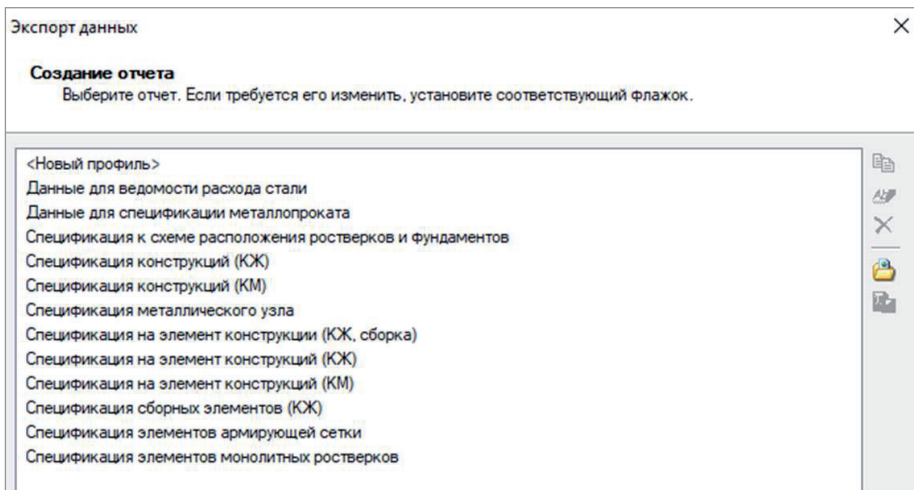 Экспорт данных
Создание отчета
Выберите отчет. Если требуется его изменить, установите соответствующий флажок.
<Новый профиль>
Данные для ведомости расхода стали
Данные для спецификации металлопроката
Спецификация к схеме расположения ростверков и фундаментов
Спецификация конструкций (КЖ)
Спецификация конструкций (КМ)
Спецификация металлического узла
Спецификация на элемент конструкции (КЖ, сборка)
Спецификация на элемент конструкций (КЖ)
Спецификация на элемент конструкций (КМ)
Спецификация сборных элементов (КЖ)
Спецификация элементов армирующей сетки
Спецификация элементов монолитных ростверков